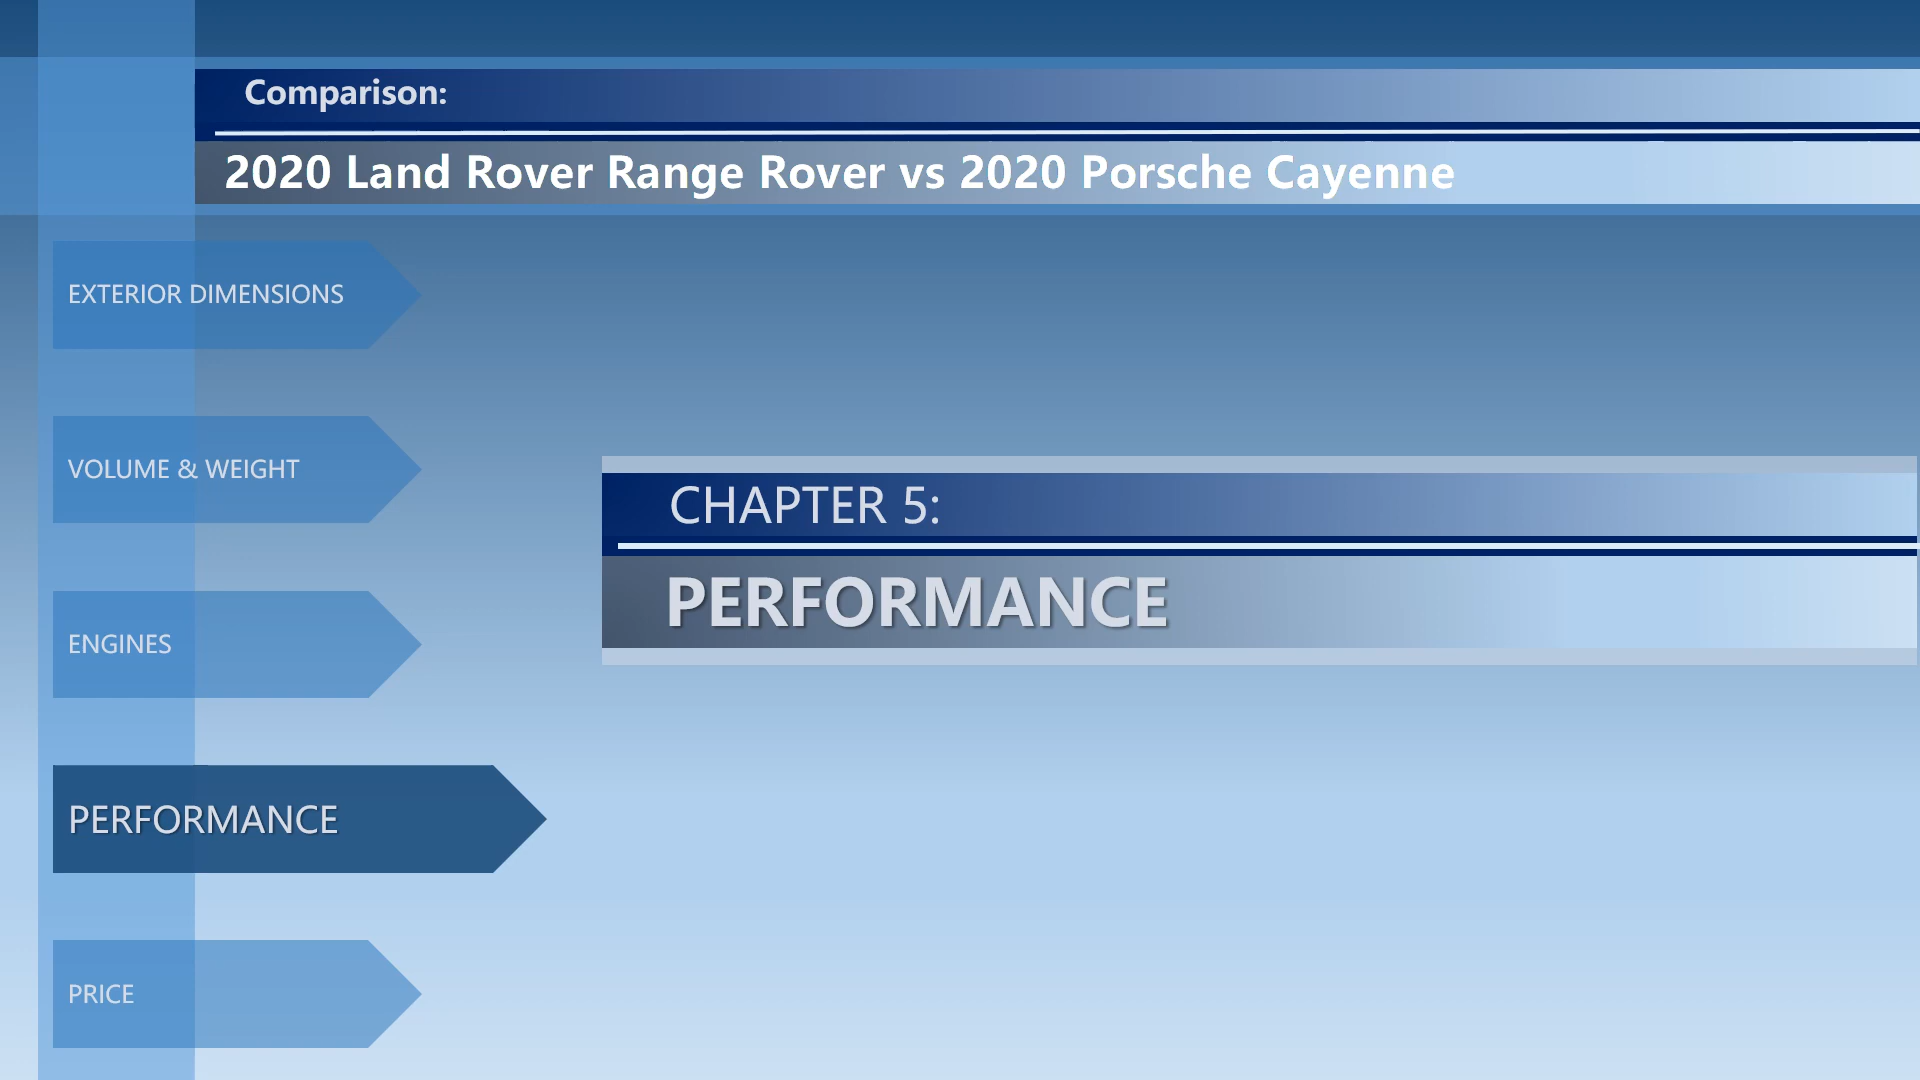 Comparison:
2020 Land Rover Range Rover vs 2020 Porsche Cayenne
EXTERIOR DIMENSIONS
VOLUME & WEIGHT
ENGINES
PERFORMANCE
PRICE
CHAPTER 5:
PERFORMANCE